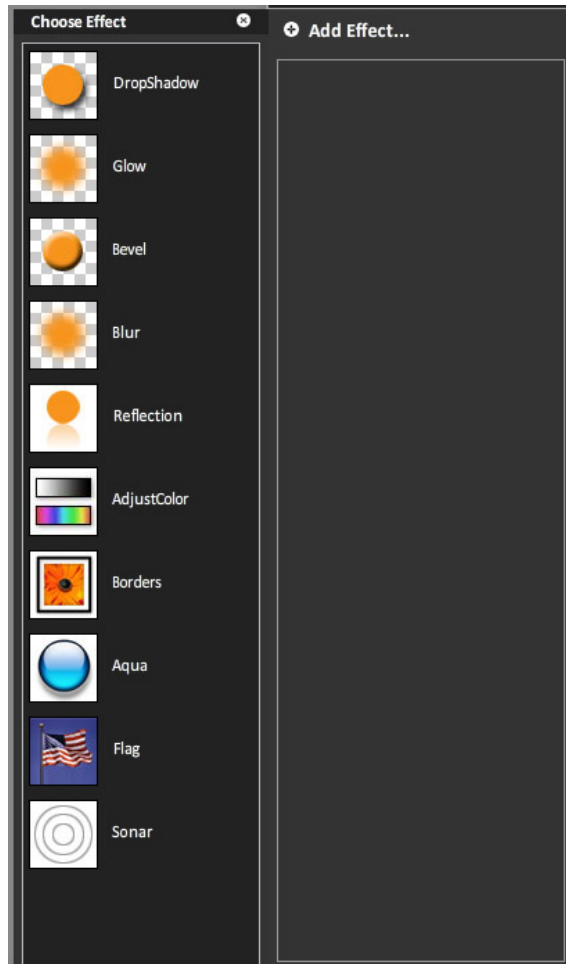 Choose Effect
Add Effect...
DropShadow
Glow
Bevel
Blur
Reflection
AdjustColor
Borders
Aqua
Flag
Sonar